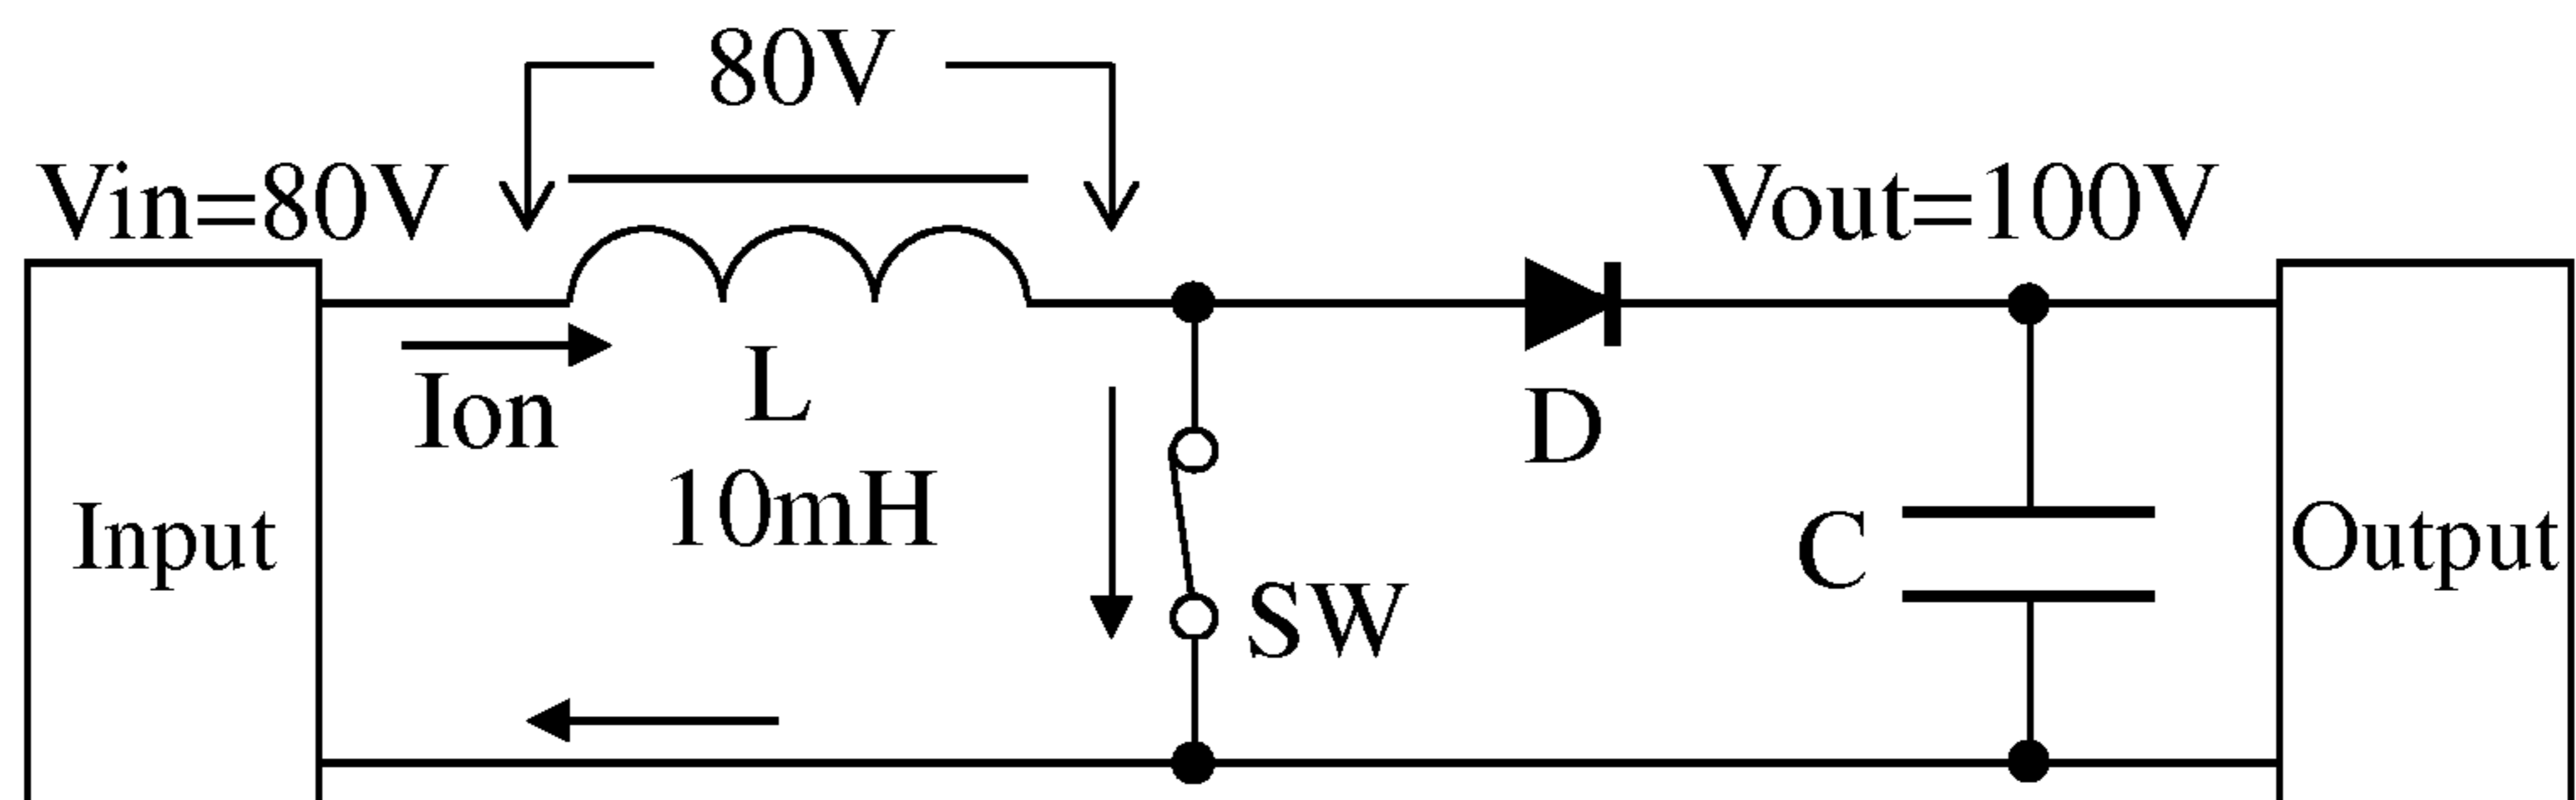 80V
Vin=80V
Vout=100V
Ion
L
10mH
D
Input
C
Output
SW